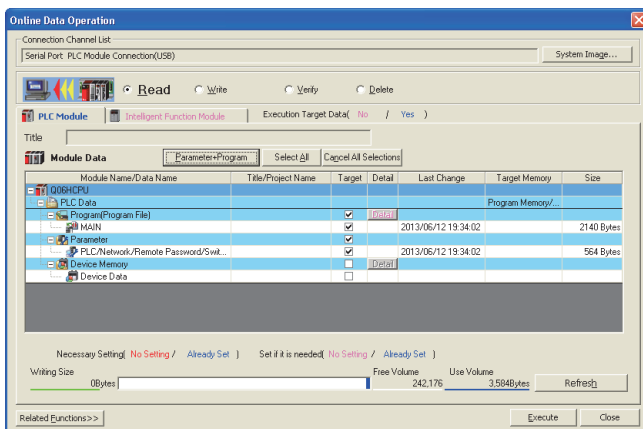 Online Data Operation
Connection Channel List
Serial Port PLC Module Connection(USB)
System Image...
Read Write Verify Delete
PLC Module Intelligent Function Module Execution Target Data( No / Yes )
Title
Module Data Parameter+Program Select All Cancel All Selections
Module Name/Data Name Title/Project Name Target Detail Last Change Target Memory Size
Q06HCPU
PLC Data Program Memory/...
Program(Program File) Detail
MAIN 2013/06/12 19:34:02 2140 Bytes
Parameter
PLC/Network/Remote Password/Swit... 2013/06/12 19:34:02 564 Bytes
Device Memory Detail
Device Data
Necessary Setting( No Setting / Already Set ) Set if it is needed( No Setting / Already Set )
Writing Size Free Volume Use Volume
0Bytes 242,176 3,584Bytes Refresh
Related Functions>> Execute Close